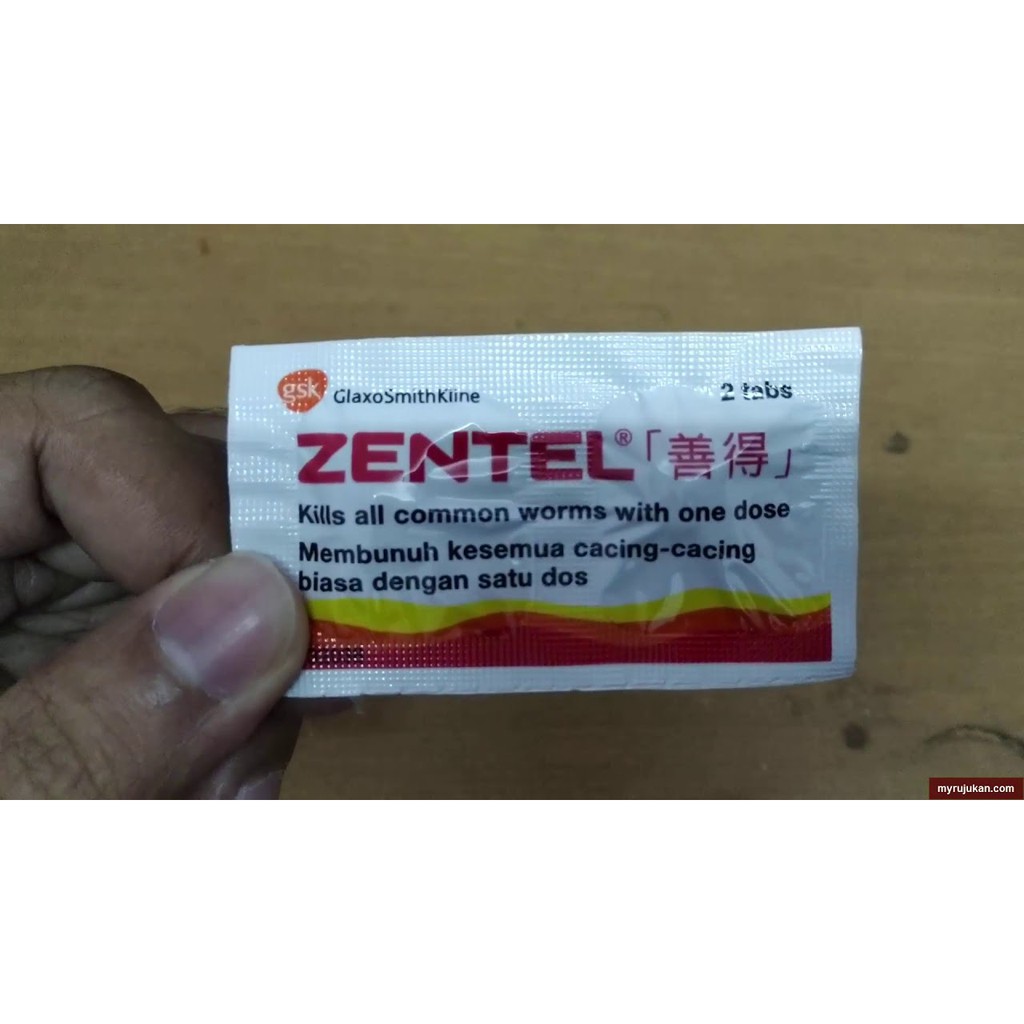 gsk GlaxoSmithKline
2 tabs
ZENTEL®「善得」
Kills all common worms with one dose
Membunuh kesemua cacing-cacing
biasa dengan satu dos
myrujukan.com